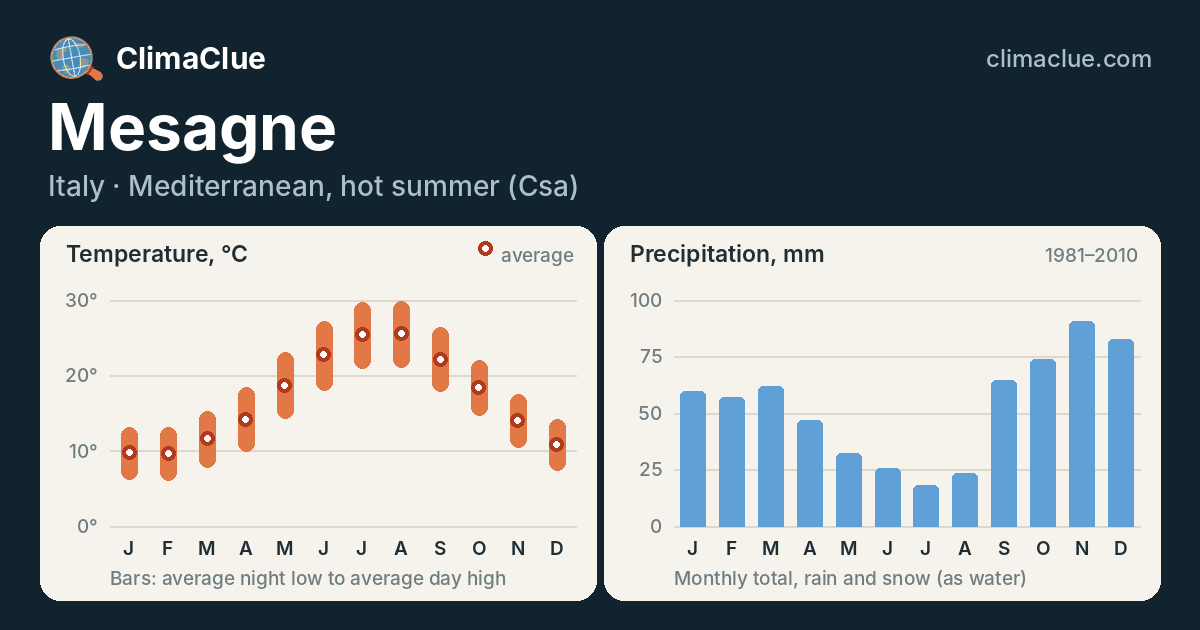 ClimaClue
climaclue.com
Mesagne
Italy · Mediterranean, hot summer (Csa)
Temperature, °C
average
30°
20°
10°
0°
J F M A M J J A S O N D
Bars: average night low to average day high
Precipitation, mm
1981–2010
100
75
50
25
0
J F M A M J J A S O N D
Monthly total, rain and snow (as water)